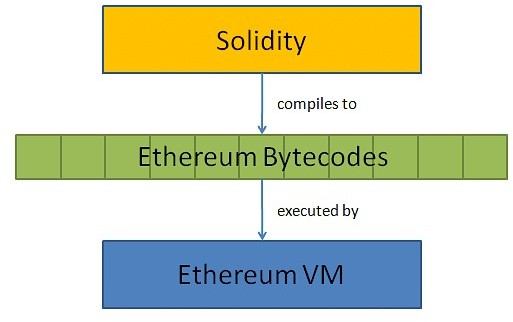 Solidity
compiles to
Ethereum Bytecodes
executed by
Ethereum VM